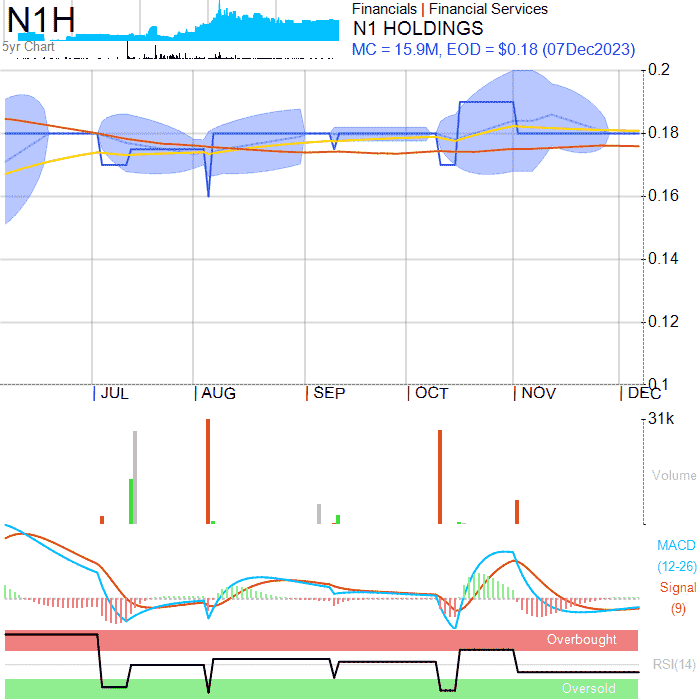 N1H
5yr Chart
Financials | Financial Services
N1 HOLDINGS
MC = 15.9M, EOD = $0.18 (07Dec2023)
0.2
0.18
0.16
0.14
0.12
0.1
JUL AUG SEP OCT NOV DEC
31k
Volume
MACD
(12-26)
Signal
(9)
Overbought
RSI(14)
Oversold